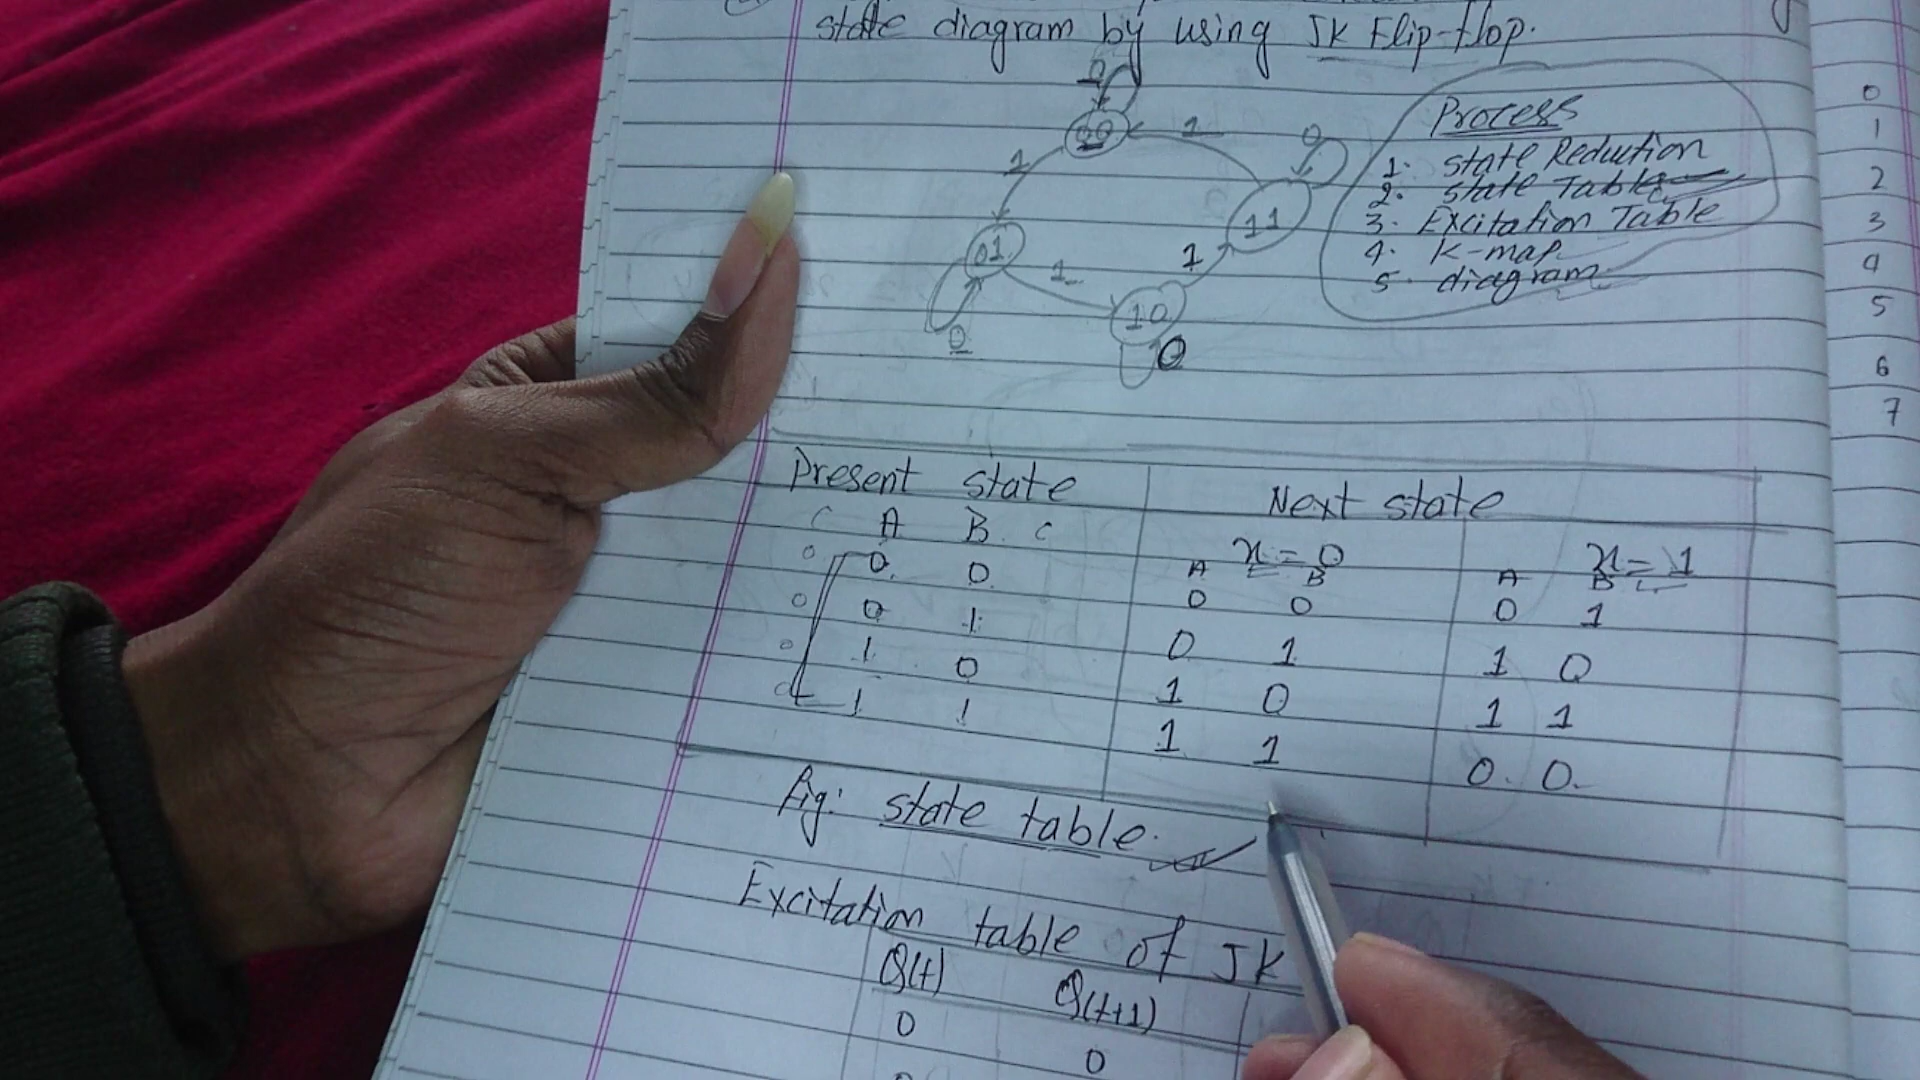 state diagram by using JK Flip-flop.
0
00
1
1
0
11
01
1
1
10
0
0
Process
1. state Reduction
2. state Table
3. Excitation Table
4. K-map
5. diagram
0
1
2
3
4
5
6
7
Present state Next state
C A B C x = 0 x = 1
A B A B
0 0 0 0 0 0 1
0 0 1 0 1 1 0
0 1 0 1 0 1 1
0 1 1 1 1 0 0
fig: state table
Excitation table of JK
Q(t) Q(t+1)
0 0